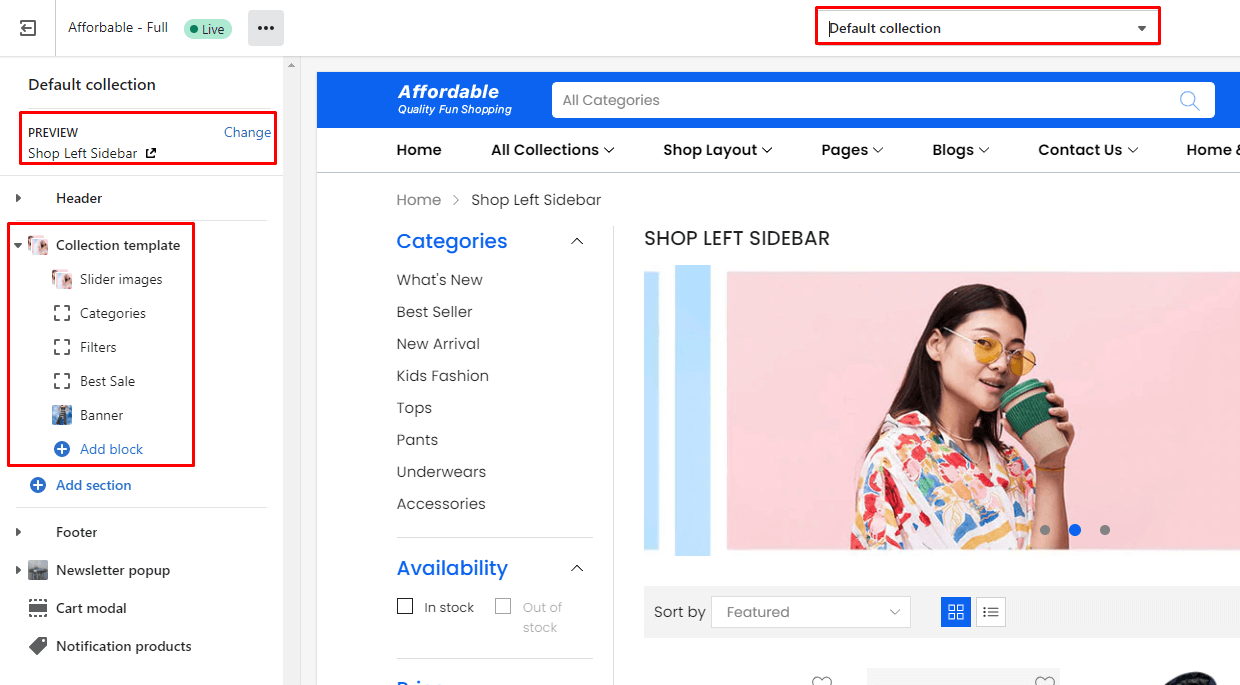 Afforbable - Full
Live
Default collection
Default collection
PREVIEW
Change
Shop Left Sidebar
Header
Collection template
Slider images
Categories
Filters
Best Sale
Banner
Add block
Add section
Footer
Newsletter popup
Cart modal
Notification products
Affordable
Quality Fun Shopping
All Categories
Home
All Collections
Shop Layout
Pages
Blogs
Contact Us
Home &
Home > Shop Left Sidebar
Categories
What's New
Best Seller
New Arrival
Kids Fashion
Tops
Pants
Underwears
Accessories
Availability
In stock
Out of
stock
SHOP LEFT SIDEBAR
Sort by
Featured